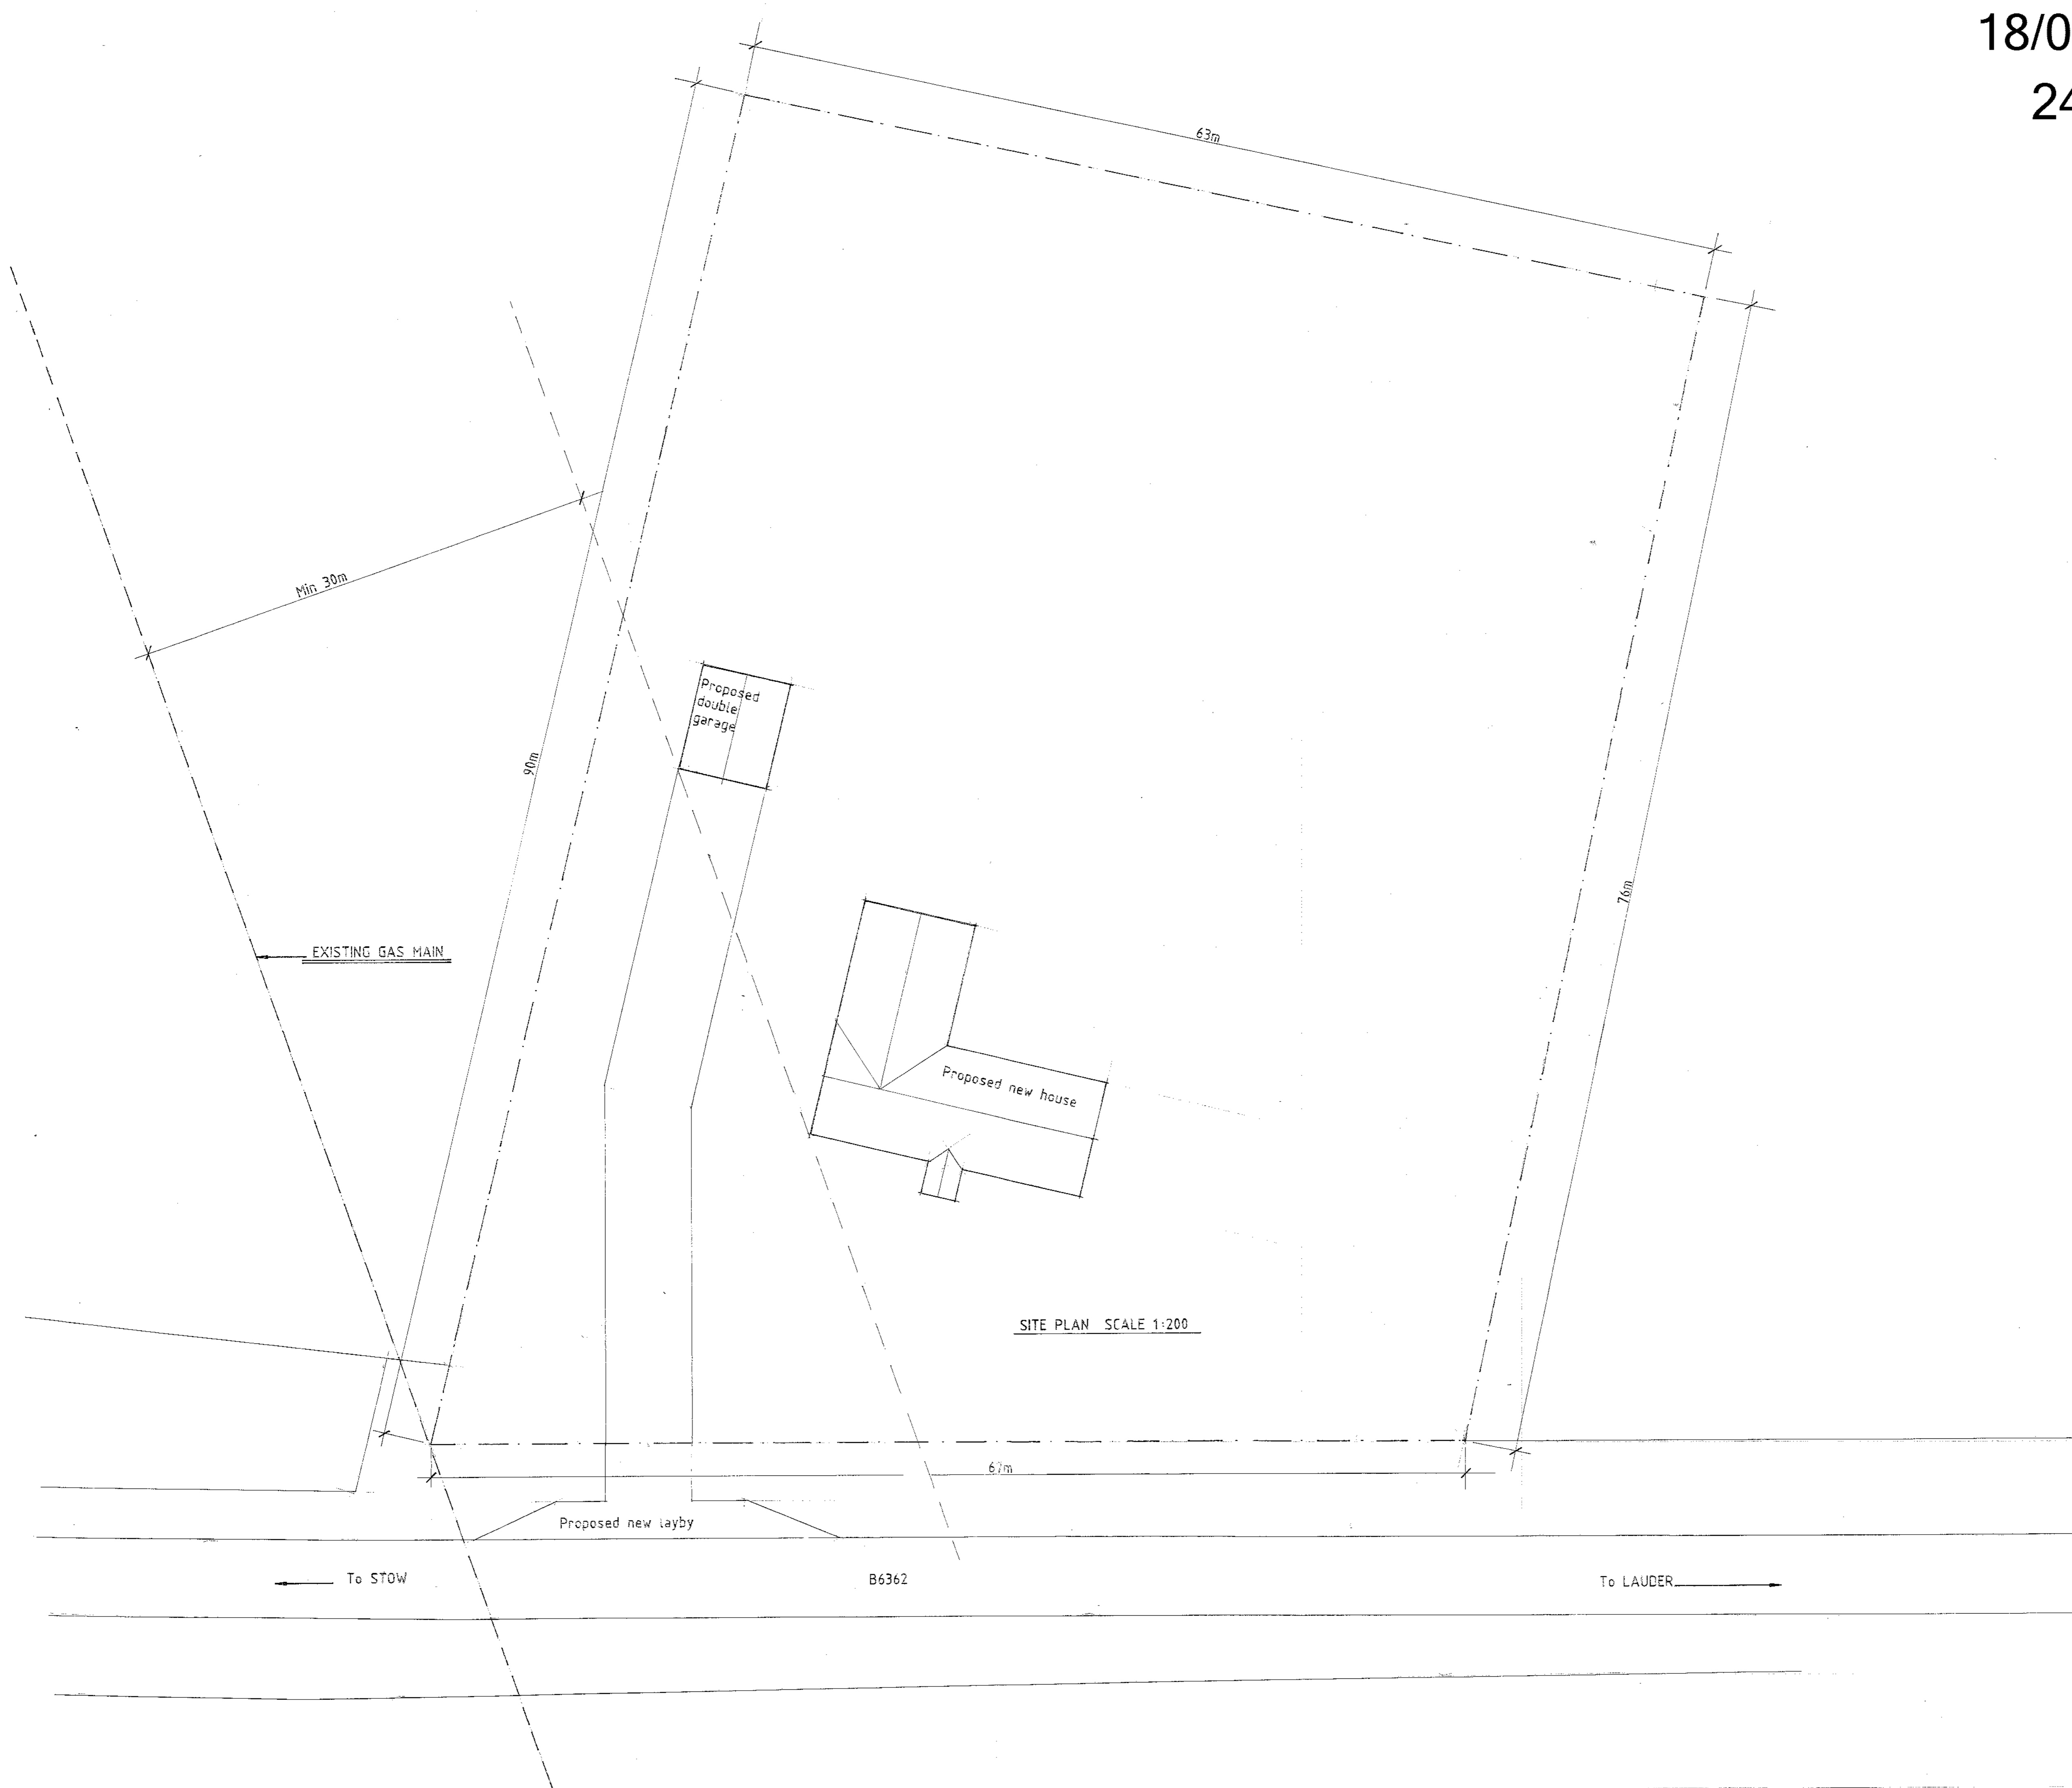 18/0
24
63m
Min 30m
Proposed
double
garage
90m
76m
EXISTING GAS MAIN
Proposed new house
SITE PLAN SCALE 1:200
67m
Proposed new layby
To STOW
B6362
To LAUDER